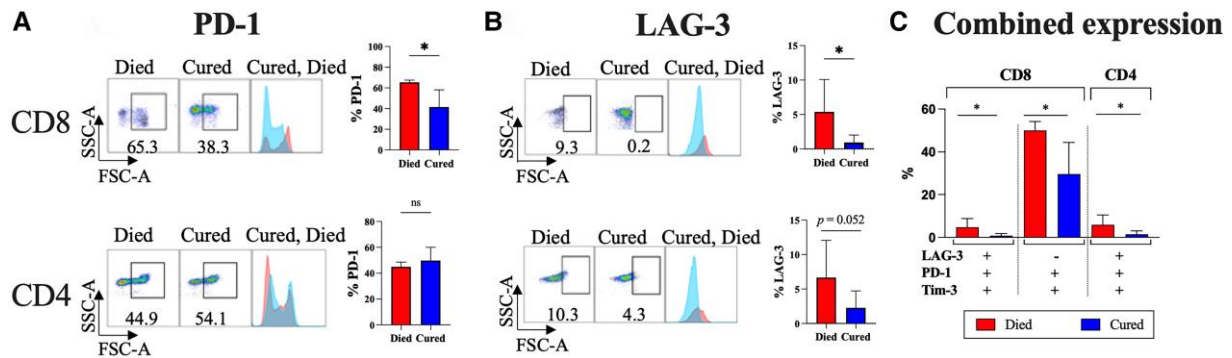 A PD-1
Died Cured Cured, Died
CD8
SSC-A
65.3 38.3
FSC-A
% PD-1
100
80
60
40
20
0
*
Died Cured
Died Cured Cured, Died
CD4
SSC-A
44.9 54.1
FSC-A
% PD-1
80
60
40
20
0
ns
Died Cured
B LAG-3
Died Cured Cured, Died
SSC-A
9.3 0.2
FSC-A
% LAG-3
15
10
5
0
*
Died Cured
Died Cured Cured, Died
SSC-A
10.3 4.3
FSC-A
% LAG-3
15
10
5
0
p = 0.052
Died Cured
C Combined expression
CD8 CD4
* * *
%
60
40
20
0
LAG-3 + - +
PD-1 + + +
Tim-3 + + +
Died Cured